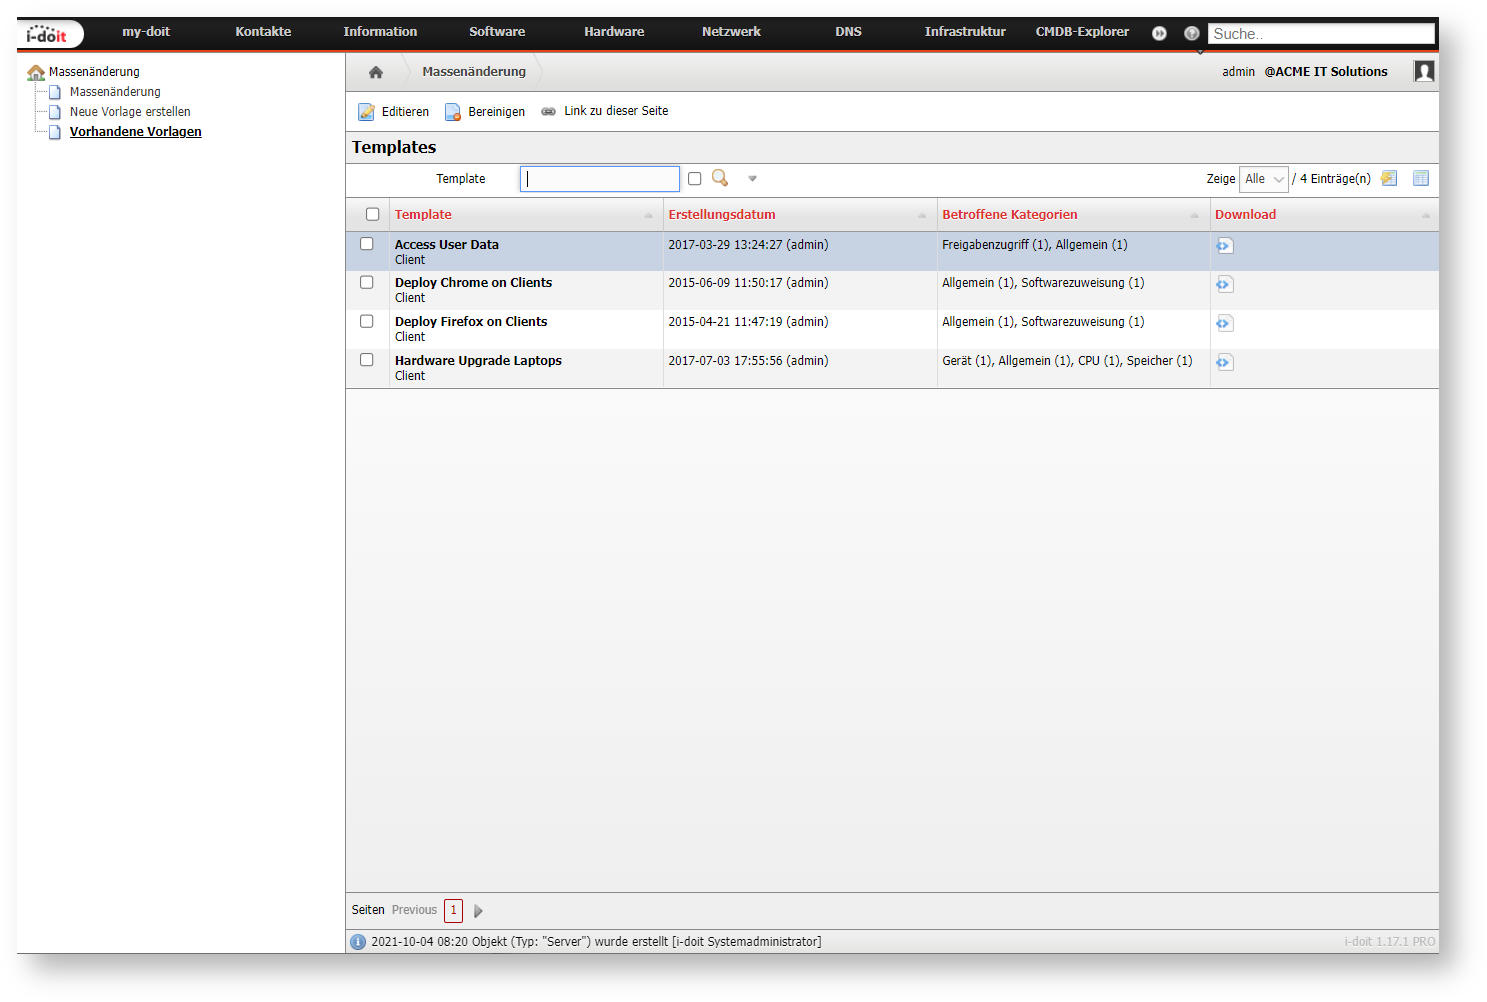 i-doit my-doit Kontakte Information Software Hardware Netzwerk DNS Infrastruktur CMDB-Explorer Suche..
Massenänderung
Massenänderung
Neue Vorlage erstellen
Vorhandene Vorlagen
Massenänderung admin @ACME IT Solutions
Editieren Bereinigen Link zu dieser Seite
Templates
Template Zeige Alle / 4 Einträge(n)
Template Erstellungsdatum Betroffene Kategorien Download
Access User Data 2017-03-29 13:24:27 (admin) Freigabenzugriff (1), Allgemein (1)
Client
Deploy Chrome on Clients 2015-06-09 11:50:17 (admin) Allgemein (1), Softwarezuweisung (1)
Client
Deploy Firefox on Clients 2015-04-21 11:47:19 (admin) Allgemein (1), Softwarezuweisung (1)
Client
Hardware Upgrade Laptops 2017-07-03 17:55:56 (admin) Gerät (1), Allgemein (1), CPU (1), Speicher (1)
Client
Seiten Previous 1
2021-10-04 08:20 Objekt (Typ: "Server") wurde erstellt [i-doit Systemadministrator] i-doit 1.17.1 PRO